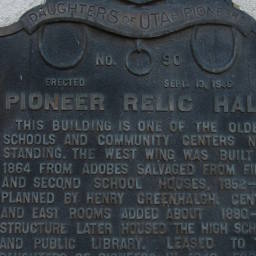 DAUGHTERS OF UTAH PIONEERS
NO. 90
ERECTED SEPT. 13, 1940
PIONEER RELIC HAL
THIS BUILDING IS ONE OF THE OLDE
SCHOOLS AND COMMUNITY CENTERS N
STANDING. THE WEST WING WAS BUILT
1864 FROM ADOBES SALVAGED FROM FI
AND SECOND SCHOOL HOUSES, 1852-
PLANNED BY HENRY GREENHALGH. CENT
AND EAST ROOMS ADDED ABOUT 1880-
STRUCTURE LATER HOUSED THE HIGH SCH
AND PUBLIC LIBRARY. LEASED TO